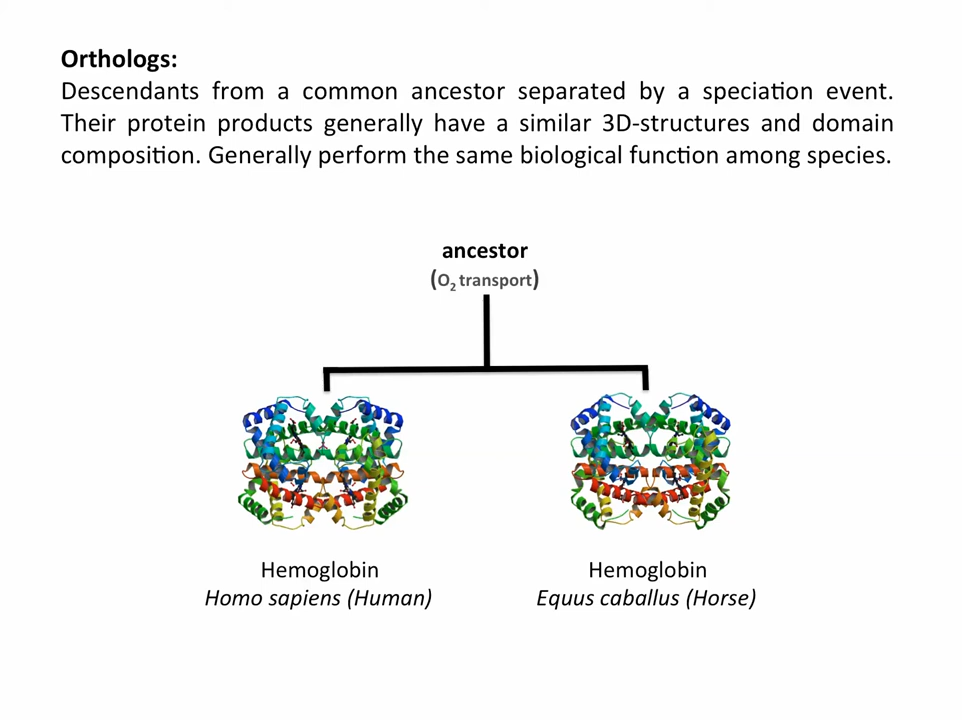 Orthologs:
Descendants from a common ancestor separated by a speciation event.
Their protein products generally have a similar 3D-structures and domain
composition. Generally perform the same biological function among species.
ancestor
(O₂ transport)
Hemoglobin
Homo sapiens (Human)
Hemoglobin
Equus caballus (Horse)